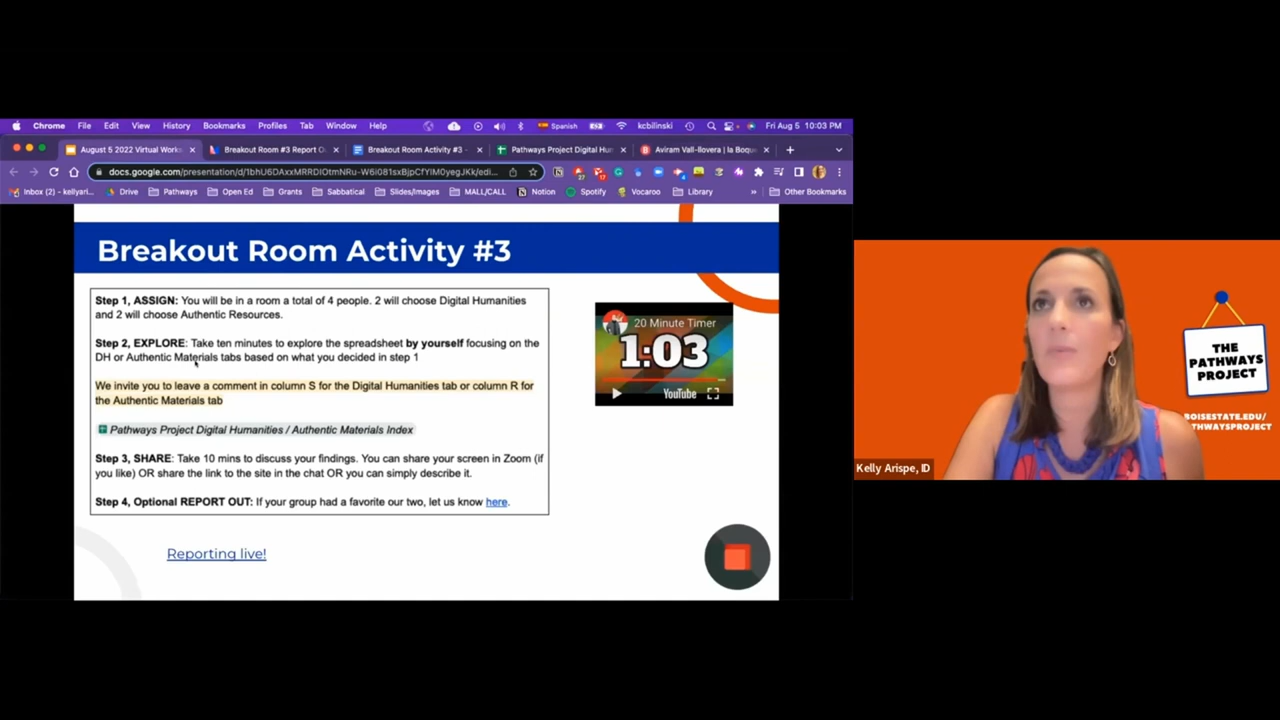 Chrome File Edit View History Bookmarks Profiles Tab Window Help Spanish kcbilinski Fri Aug 5 10:03 PM
August 5 2022 Virtual Works Breakout Room #3 Report O Breakout Room Activity #3 - Pathways Project Digital Hu Aviram Vall-llovera | la Boqu
Inbox (2) - kellyari... Drive Pathways Open Ed Grants Sabbatical Slides/Images MALL/CALL Notion Spotify Vocaroo Library » Other Bookmarks
Breakout Room Activity #3
Step 1, ASSIGN: You will be in a room a total of 4 people. 2 will choose Digital Humanities
and 2 will choose Authentic Resources.
Step 2, EXPLORE: Take ten minutes to explore the spreadsheet by yourself focusing on the
DH or Authentic Materials tabs based on what you decided in step 1
We invite you to leave a comment in column S for the Digital Humanities tab or column R for
the Authentic Materials tab
Pathways Project Digital Humanities / Authentic Materials Index
Step 3, SHARE: Take 10 mins to discuss your findings. You can share your screen in Zoom (if
you like) OR share the link to the site in the chat OR you can simply describe it.
Step 4, Optional REPORT OUT: If your group had a favorite our two, let us know here.
Reporting live!
20 Minute Timer
1:03
YouTube
THE
PATHWAYS
PROJECT
BOISESTATE.EDU/
THWAYSPROJECT
Kelly Arispe, ID